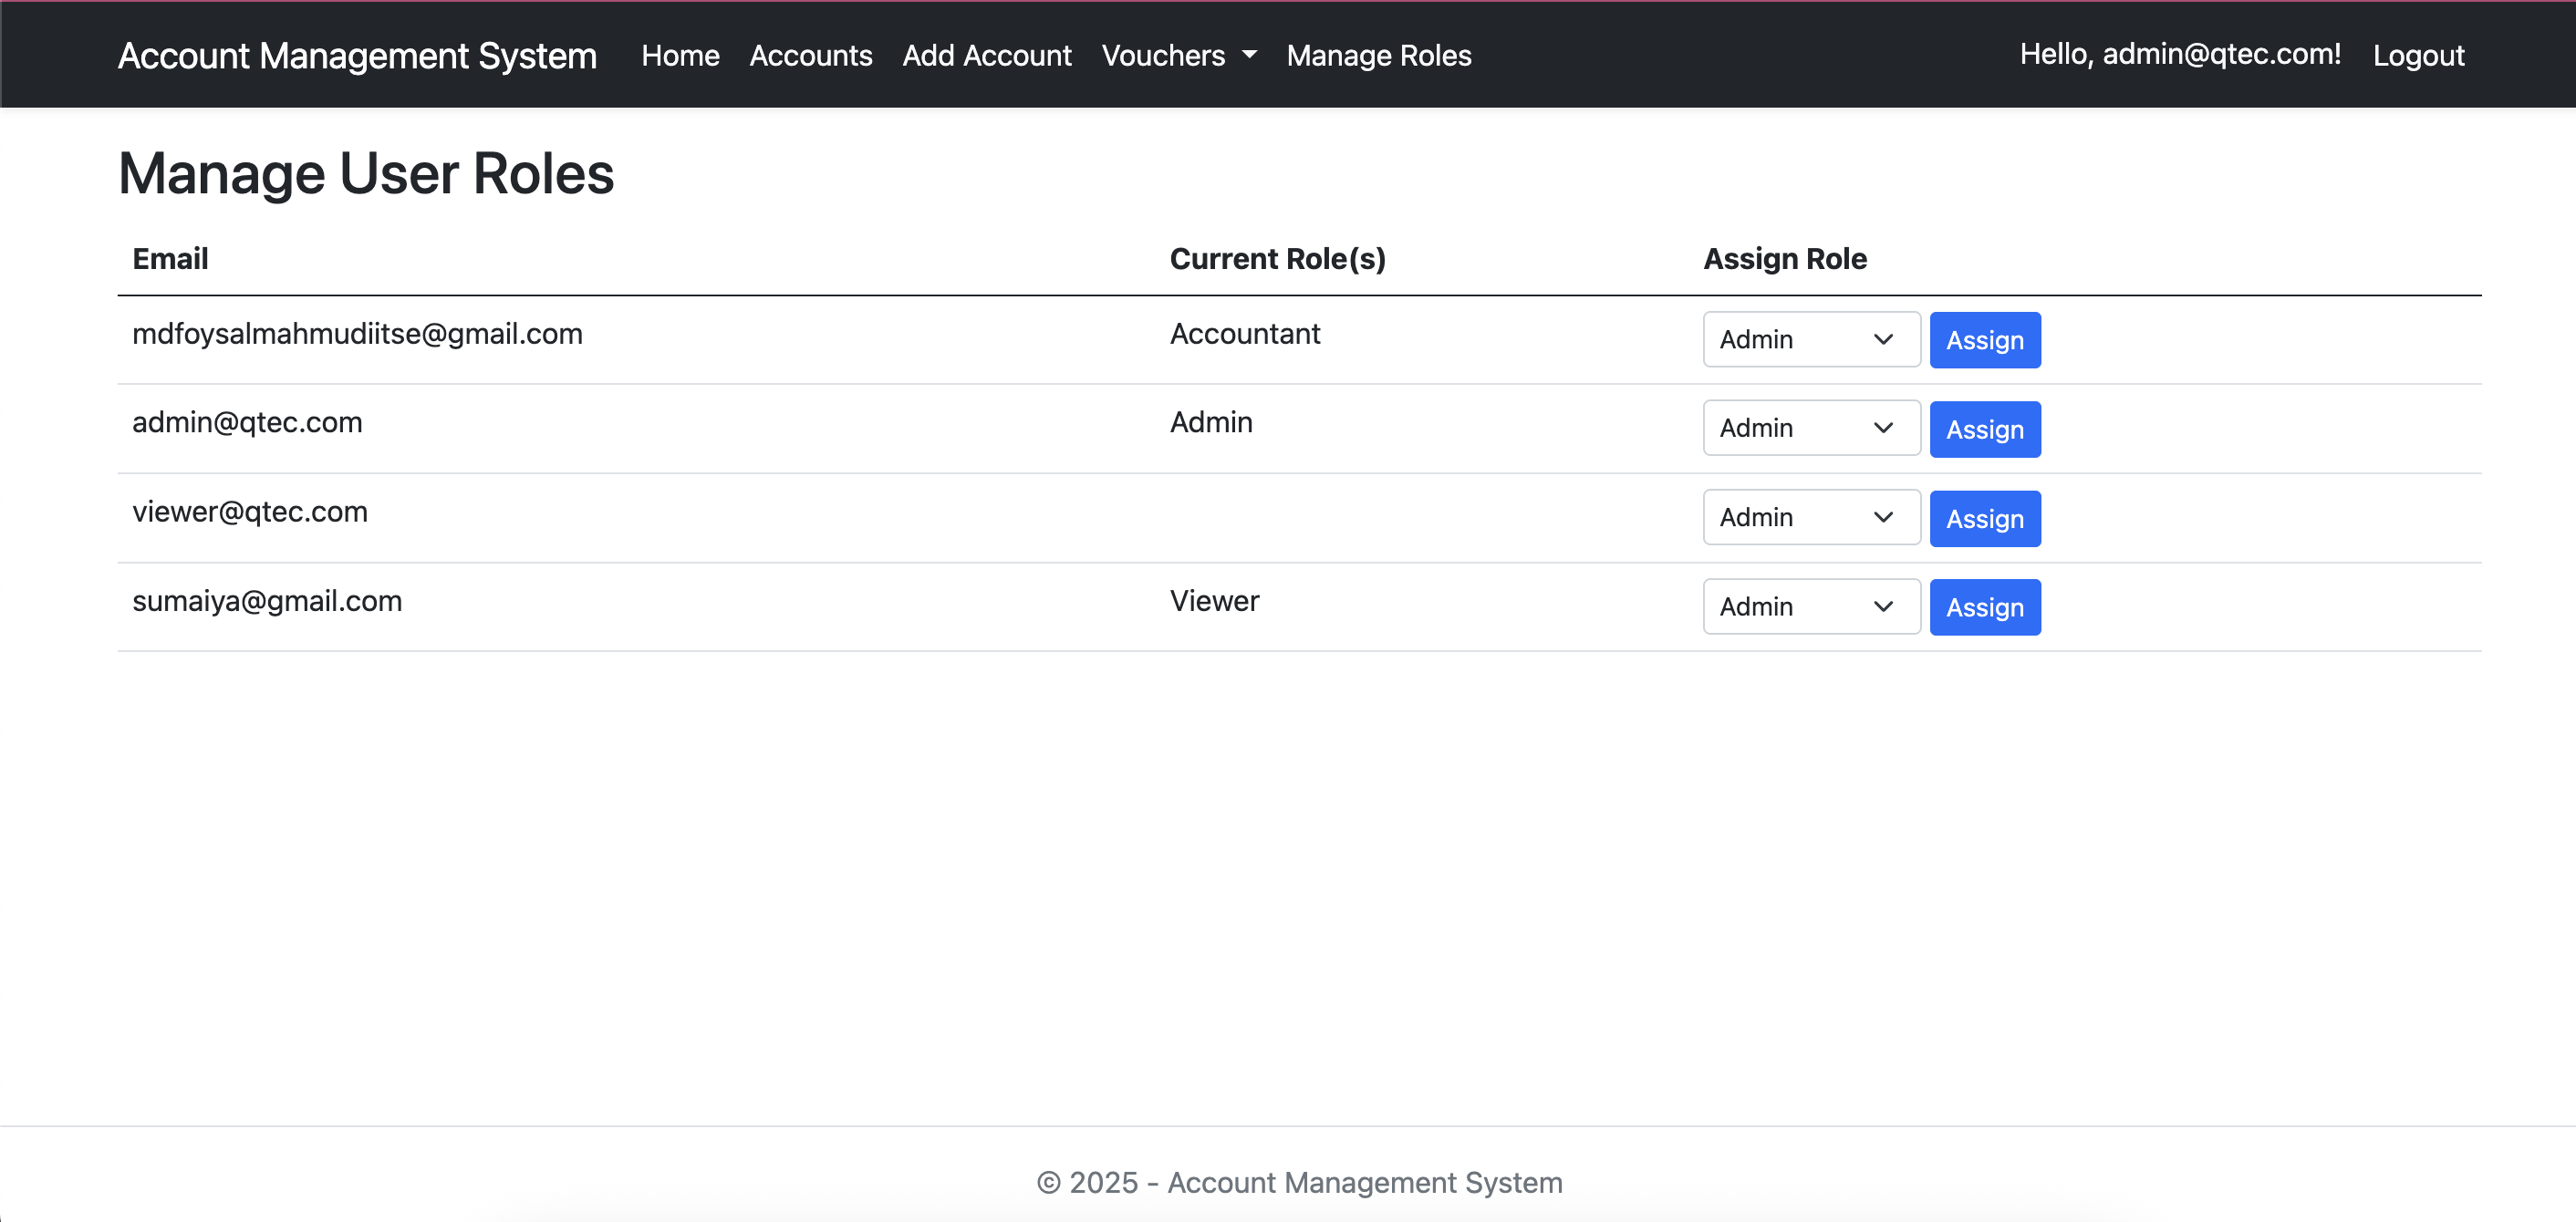 Account Management System Home Accounts Add Account Vouchers Manage Roles Hello, admin@qtec.com! Logout
Manage User Roles
Email Current Role(s) Assign Role
mdfoysalmahmudiitse@gmail.com Accountant Admin Assign
admin@qtec.com Admin Admin Assign
viewer@qtec.com Admin Assign
sumaiya@gmail.com Viewer Admin Assign
© 2025 - Account Management System